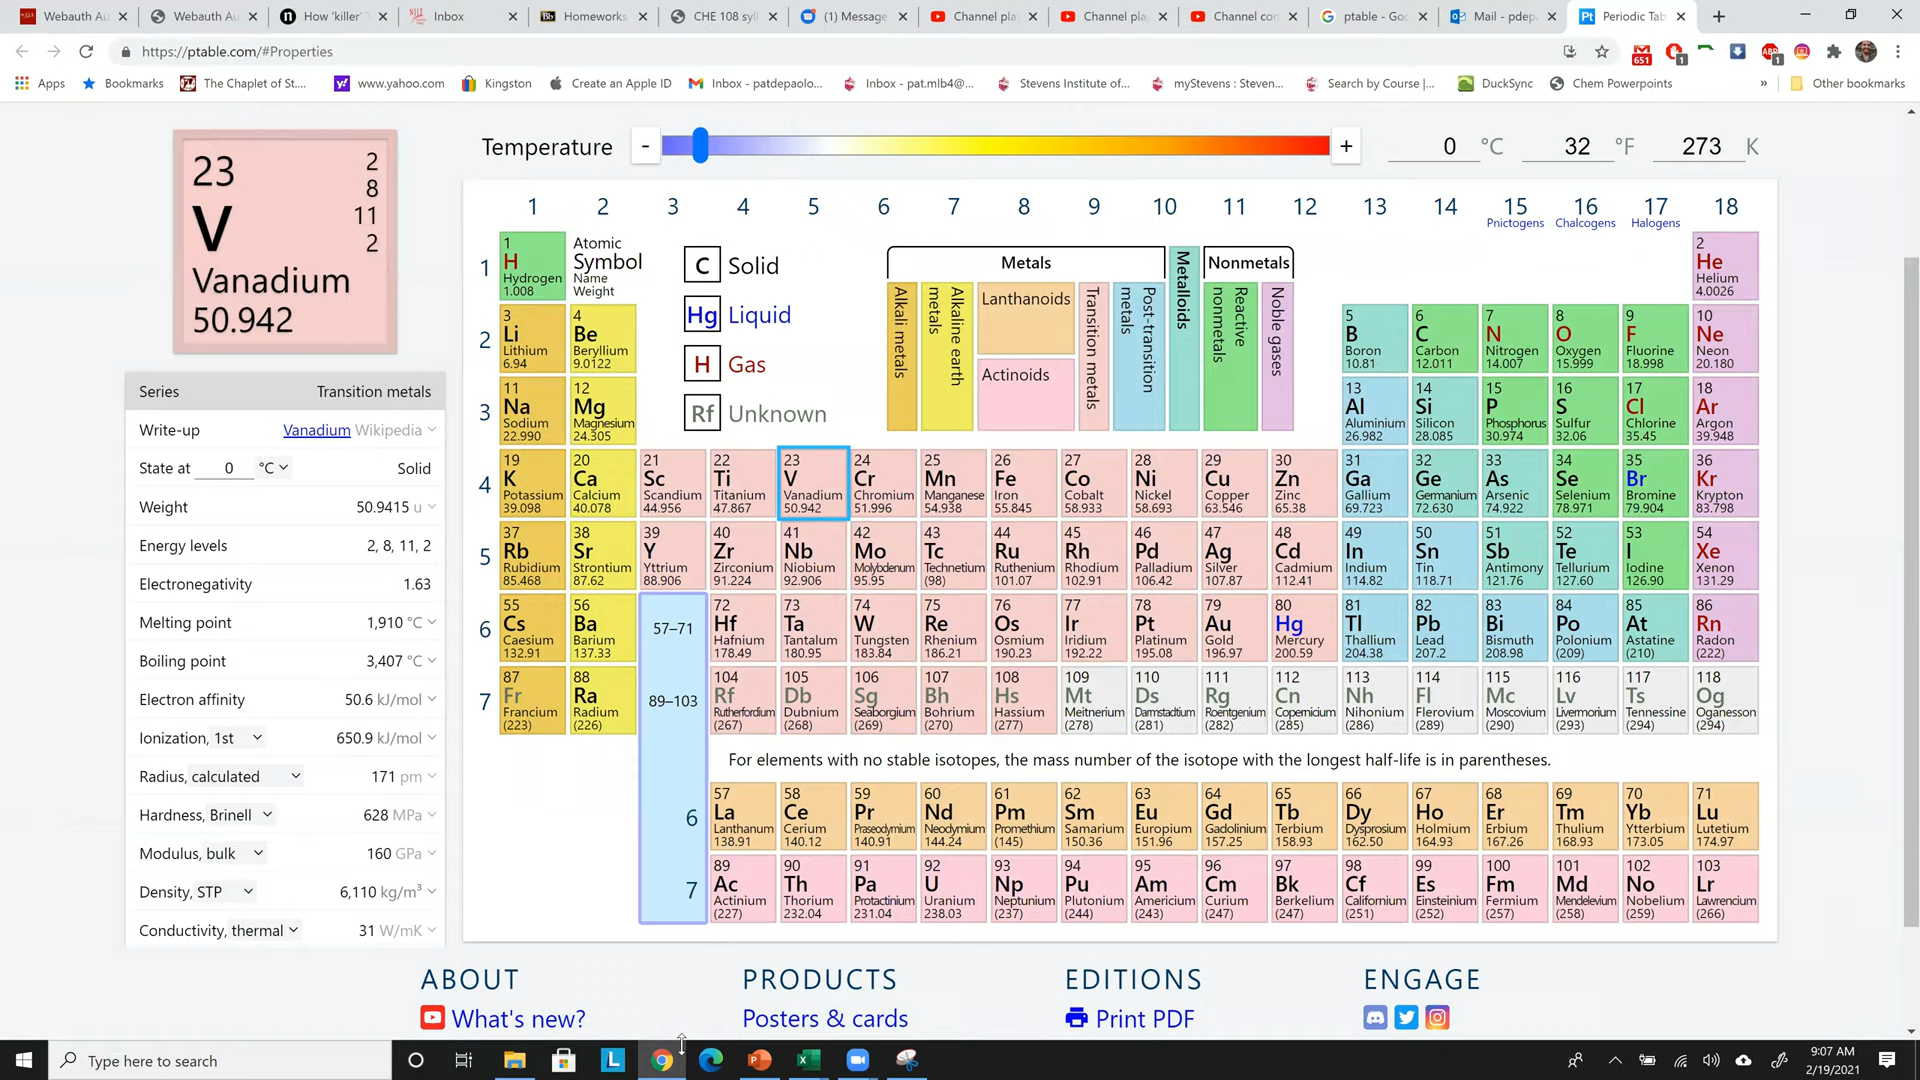 Webauth Au
Webauth Au
How 'killer'
Inbox
Homeworks
CHE 108 syl
(1) Message
Channel pla
Channel pla
Channel con
ptable - Goo
Mail - pdep
Periodic Tab
https://ptable.com/#Properties
651
1
1
Apps
Bookmarks
The Chaplet of St...
www.yahoo.com
Kingston
Create an Apple ID
Inbox - patdepaolo...
Inbox - pat.mlb4@...
Stevens Institute of...
myStevens : Steven...
Search by Course |...
DuckSync
Chem Powerpoints
»
Other bookmarks
23
V
Vanadium
50.942
2
8
11
2
Series Transition metals
Write-up Vanadium Wikipedia
State at 0 °C Solid
Weight 50.9415 u
Energy levels 2, 8, 11, 2
Electronegativity 1.63
Melting point 1,910 °C
Boiling point 3,407 °C
Electron affinity 50.6 kJ/mol
Ionization, 1st 650.9 kJ/mol
Radius, calculated 171 pm
Hardness, Brinell 628 MPa
Modulus, bulk 160 GPa
Density, STP 6,110 kg/m³
Conductivity, thermal 31 W/mK
Temperature - + 0 °C 32 °F 273 K
1 2 3 4 5 6 7 8 9 10 11 12 13 14 15 16 17 18
Pnictogens Chalcogens Halogens
Atomic
Symbol
Name
Weight
C Solid
Hg Liquid
H Gas
Rf Unknown
Metals
Metalloids
Nonmetals
Alkali metals
Alkaline earth metals
Lanthanoids
Actinoids
Transition metals
Post-transition metals
Reactive nonmetals
Noble gases
1
1 H Hydrogen 1.008
2 He Helium 4.0026
2
3 Li Lithium 6.94
4 Be Beryllium 9.0122
5 B Boron 10.81
6 C Carbon 12.011
7 N Nitrogen 14.007
8 O Oxygen 15.999
9 F Fluorine 18.998
10 Ne Neon 20.180
3
11 Na Sodium 22.990
12 Mg Magnesium 24.305
13 Al Aluminium 26.982
14 Si Silicon 28.085
15 P Phosphorus 30.974
16 S Sulfur 32.06
17 Cl Chlorine 35.45
18 Ar Argon 39.948
4
19 K Potassium 39.098
20 Ca Calcium 40.078
21 Sc Scandium 44.956
22 Ti Titanium 47.867
23 V Vanadium 50.942
24 Cr Chromium 51.996
25 Mn Manganese 54.938
26 Fe Iron 55.845
27 Co Cobalt 58.933
28 Ni Nickel 58.693
29 Cu Copper 63.546
30 Zn Zinc 65.38
31 Ga Gallium 69.723
32 Ge Germanium 72.630
33 As Arsenic 74.922
34 Se Selenium 78.971
35 Br Bromine 79.904
36 Kr Krypton 83.798
5
37 Rb Rubidium 85.468
38 Sr Strontium 87.62
39 Y Yttrium 88.906
40 Zr Zirconium 91.224
41 Nb Niobium 92.906
42 Mo Molybdenum 95.95
43 Tc Technetium (98)
44 Ru Ruthenium 101.07
45 Rh Rhodium 102.91
46 Pd Palladium 106.42
47 Ag Silver 107.87
48 Cd Cadmium 112.41
49 In Indium 114.82
50 Sn Tin 118.71
51 Sb Antimony 121.76
52 Te Tellurium 127.60
53 I Iodine 126.90
54 Xe Xenon 131.29
6
55 Cs Caesium 132.91
56 Ba Barium 137.33
57–71
72 Hf Hafnium 178.49
73 Ta Tantalum 180.95
74 W Tungsten 183.84
75 Re Rhenium 186.21
76 Os Osmium 190.23
77 Ir Iridium 192.22
78 Pt Platinum 195.08
79 Au Gold 196.97
80 Hg Mercury 200.59
81 Tl Thallium 204.38
82 Pb Lead 207.2
83 Bi Bismuth 208.98
84 Po Polonium (209)
85 At Astatine (210)
86 Rn Radon (222)
7
87 Fr Francium (223)
88 Ra Radium (226)
89–103
104 Rf Rutherfordium (267)
105 Db Dubnium (268)
106 Sg Seaborgium (269)
107 Bh Bohrium (270)
108 Hs Hassium (277)
109 Mt Meitnerium (278)
110 Ds Darmstadtium (281)
111 Rg Roentgenium (282)
112 Cn Copernicium (285)
113 Nh Nihonium (286)
114 Fl Flerovium (289)
115 Mc Moscovium (290)
116 Lv Livermorium (293)
117 Ts Tennessine (294)
118 Og Oganesson (294)
For elements with no stable isotopes, the mass number of the isotope with the longest half-life is in parentheses.
6
57 La Lanthanum 138.91
58 Ce Cerium 140.12
59 Pr Praseodymium 140.91
60 Nd Neodymium 144.24
61 Pm Promethium (145)
62 Sm Samarium 150.36
63 Eu Europium 151.96
64 Gd Gadolinium 157.25
65 Tb Terbium 158.93
66 Dy Dysprosium 162.50
67 Ho Holmium 164.93
68 Er Erbium 167.26
69 Tm Thulium 168.93
70 Yb Ytterbium 173.05
71 Lu Lutetium 174.97
7
89 Ac Actinium (227)
90 Th Thorium 232.04
91 Pa Protactinium 231.04
92 U Uranium 238.03
93 Np Neptunium (237)
94 Pu Plutonium (244)
95 Am Americium (243)
96 Cm Curium (247)
97 Bk Berkelium (247)
98 Cf Californium (251)
99 Es Einsteinium (252)
100 Fm Fermium (257)
101 Md Mendelevium (258)
102 No Nobelium (259)
103 Lr Lawrencium (266)
ABOUT PRODUCTS EDITIONS ENGAGE
What's new? Posters & cards Print PDF
Type here to search
9:07 AM
2/19/2021